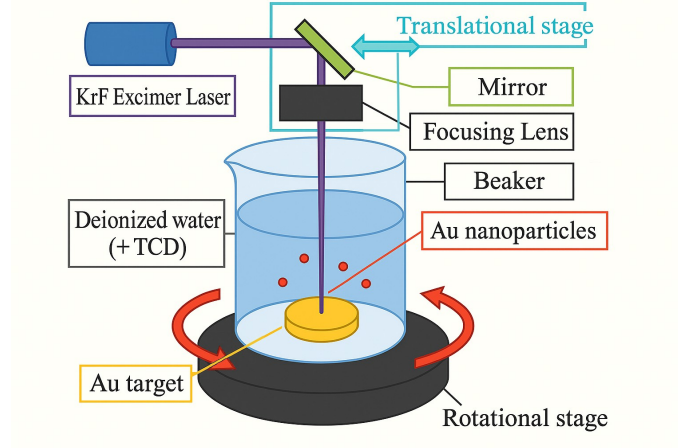 Translational stage
KrF Excimer Laser
Mirror
Focusing Lens
Beaker
Deionized water
(+ TCD)
Au nanoparticles
Au target
Rotational stage